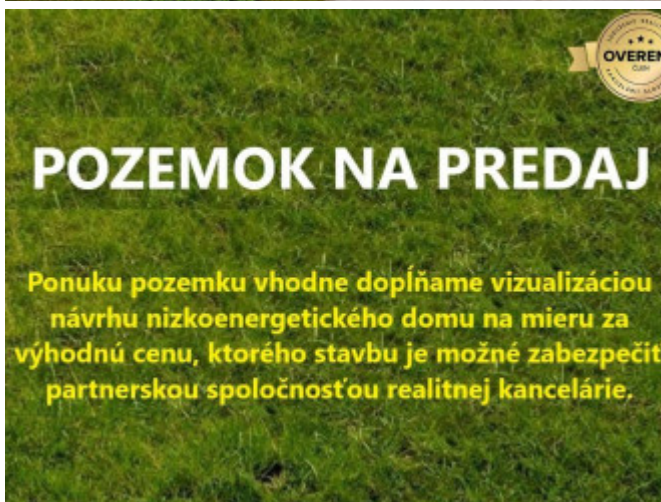 OVEREN
POZEMOK NA PREDAJ
Ponuku pozemku vhodne dopĺňame vizualizáciou
návrhu nizkoenergetického domu na mieru za
výhodnú cenu, ktorého stavbu je možné zabezpečiť
partnerskou spoločnosťou realitnej kancelárie.